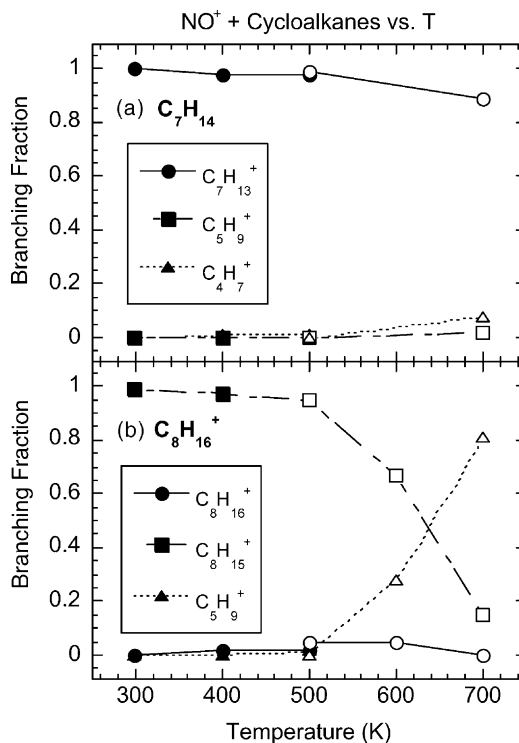 NO⁺ + Cycloalkanes vs. T
Branching Fraction
1
0.8
0.6
0.4
0.2
0
(a) C₇H₁₄
C₇H₁₃⁺
C₅H₉⁺
C₄H₇⁺
Branching Fraction
1
0.8
0.6
0.4
0.2
0
(b) C₈H₁₆⁺
C₈H₁₆⁺
C₈H₁₅⁺
C₅H₉⁺
300 400 500 600 700
Temperature (K)